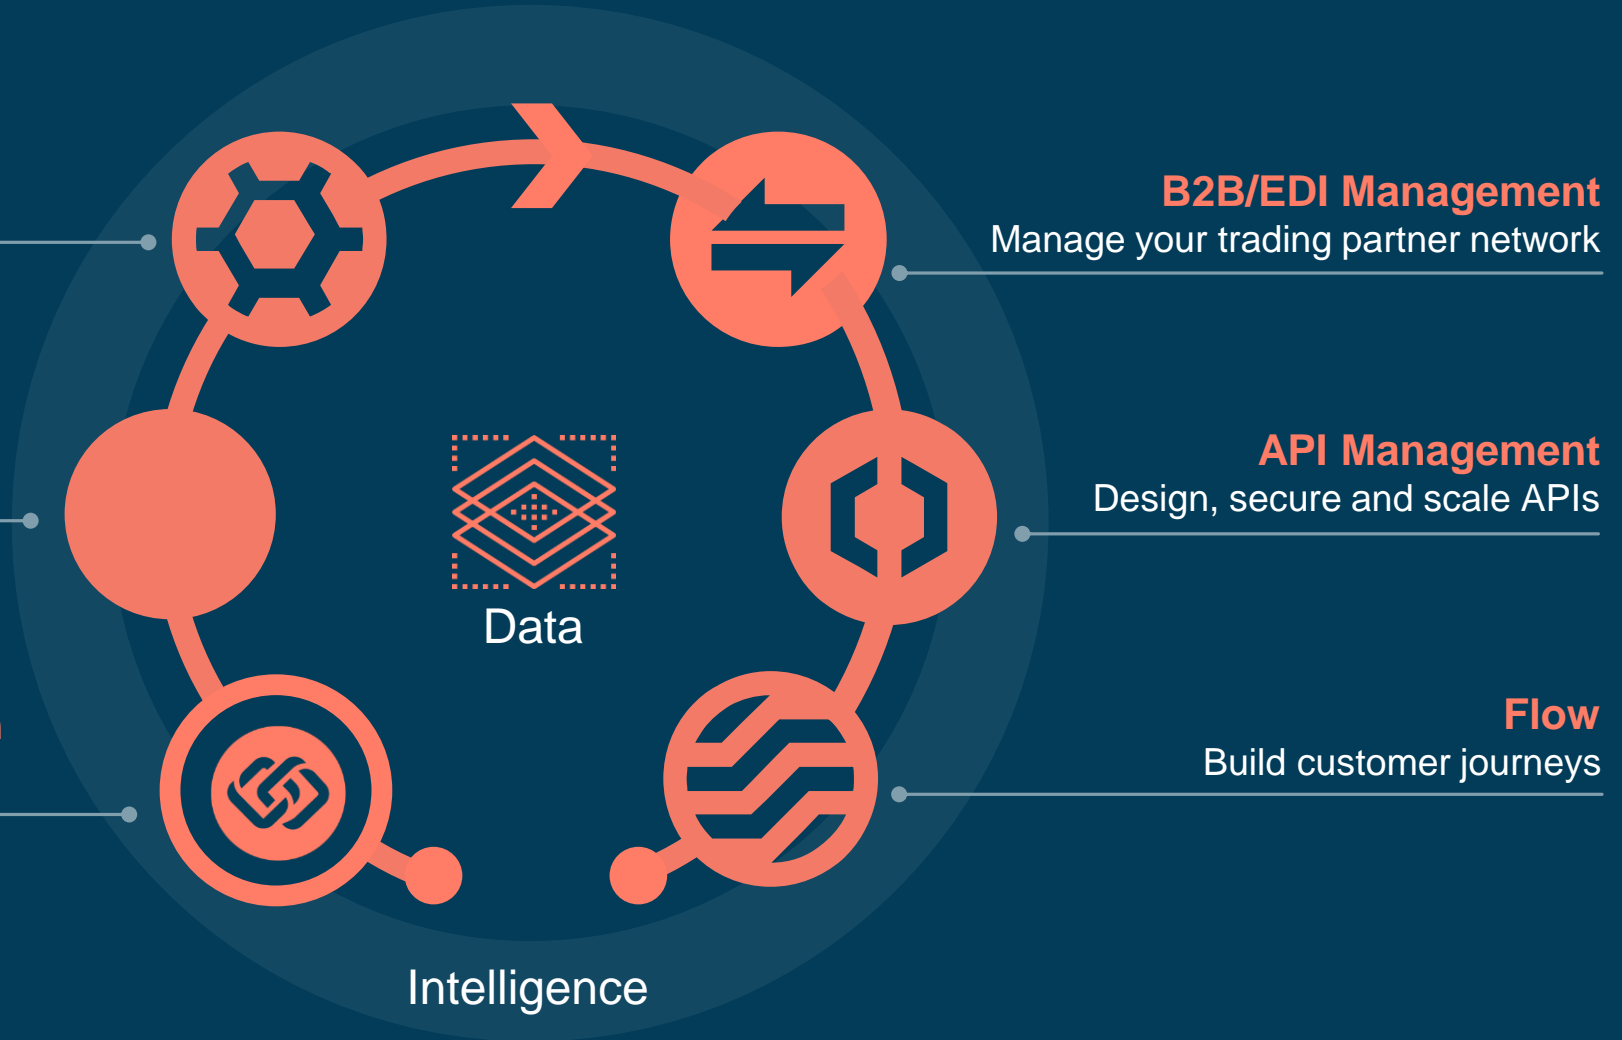 B2B/EDI Management
Manage your trading partner network
API Management
Design, secure and scale APIs
Data
Flow
Build customer journeys
Intelligence